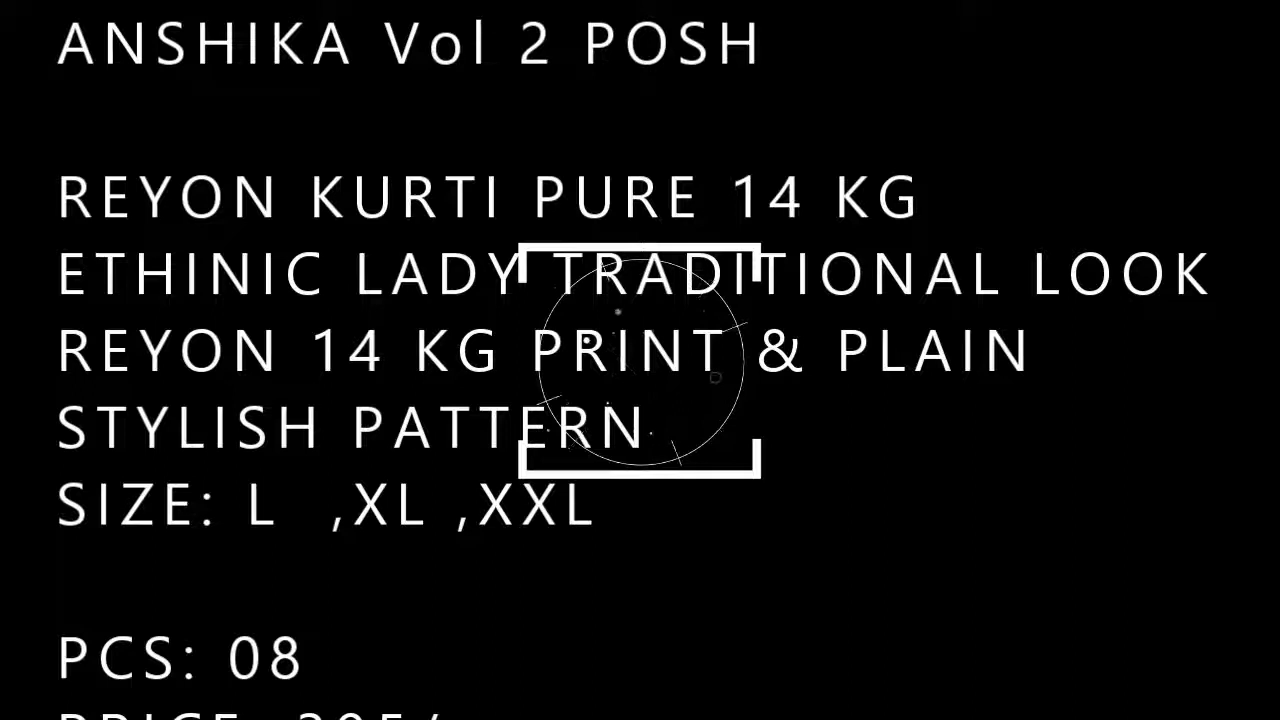 ANSHIKA Vol 2 POSH
REYON KURTI PURE 14 KG
ETHINIC LADY TRADITIONAL LOOK
REYON 14 KG PRINT & PLAIN
STYLISH PATTERN
SIZE: L ,XL ,XXL
PCS: 08